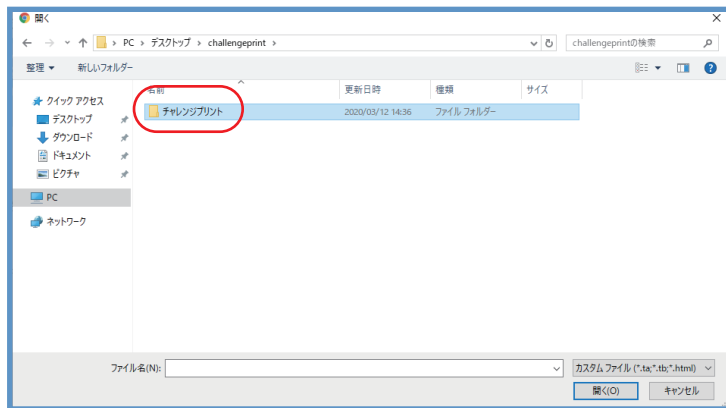 開く
PC › デスクトップ › challengeprint ›
challengeprintの検索
整理 新しいフォルダー
名前 更新日時 種類 サイズ
クイック アクセス
チャレンジプリント 2020/03/12 14:36 ファイル フォルダー
デスクトップ
ダウンロード
ドキュメント
ピクチャ
PC
ネットワーク
ファイル名(N):
カスタム ファイル (*.ta;*.tb;*.html)
開く(O) キャンセル